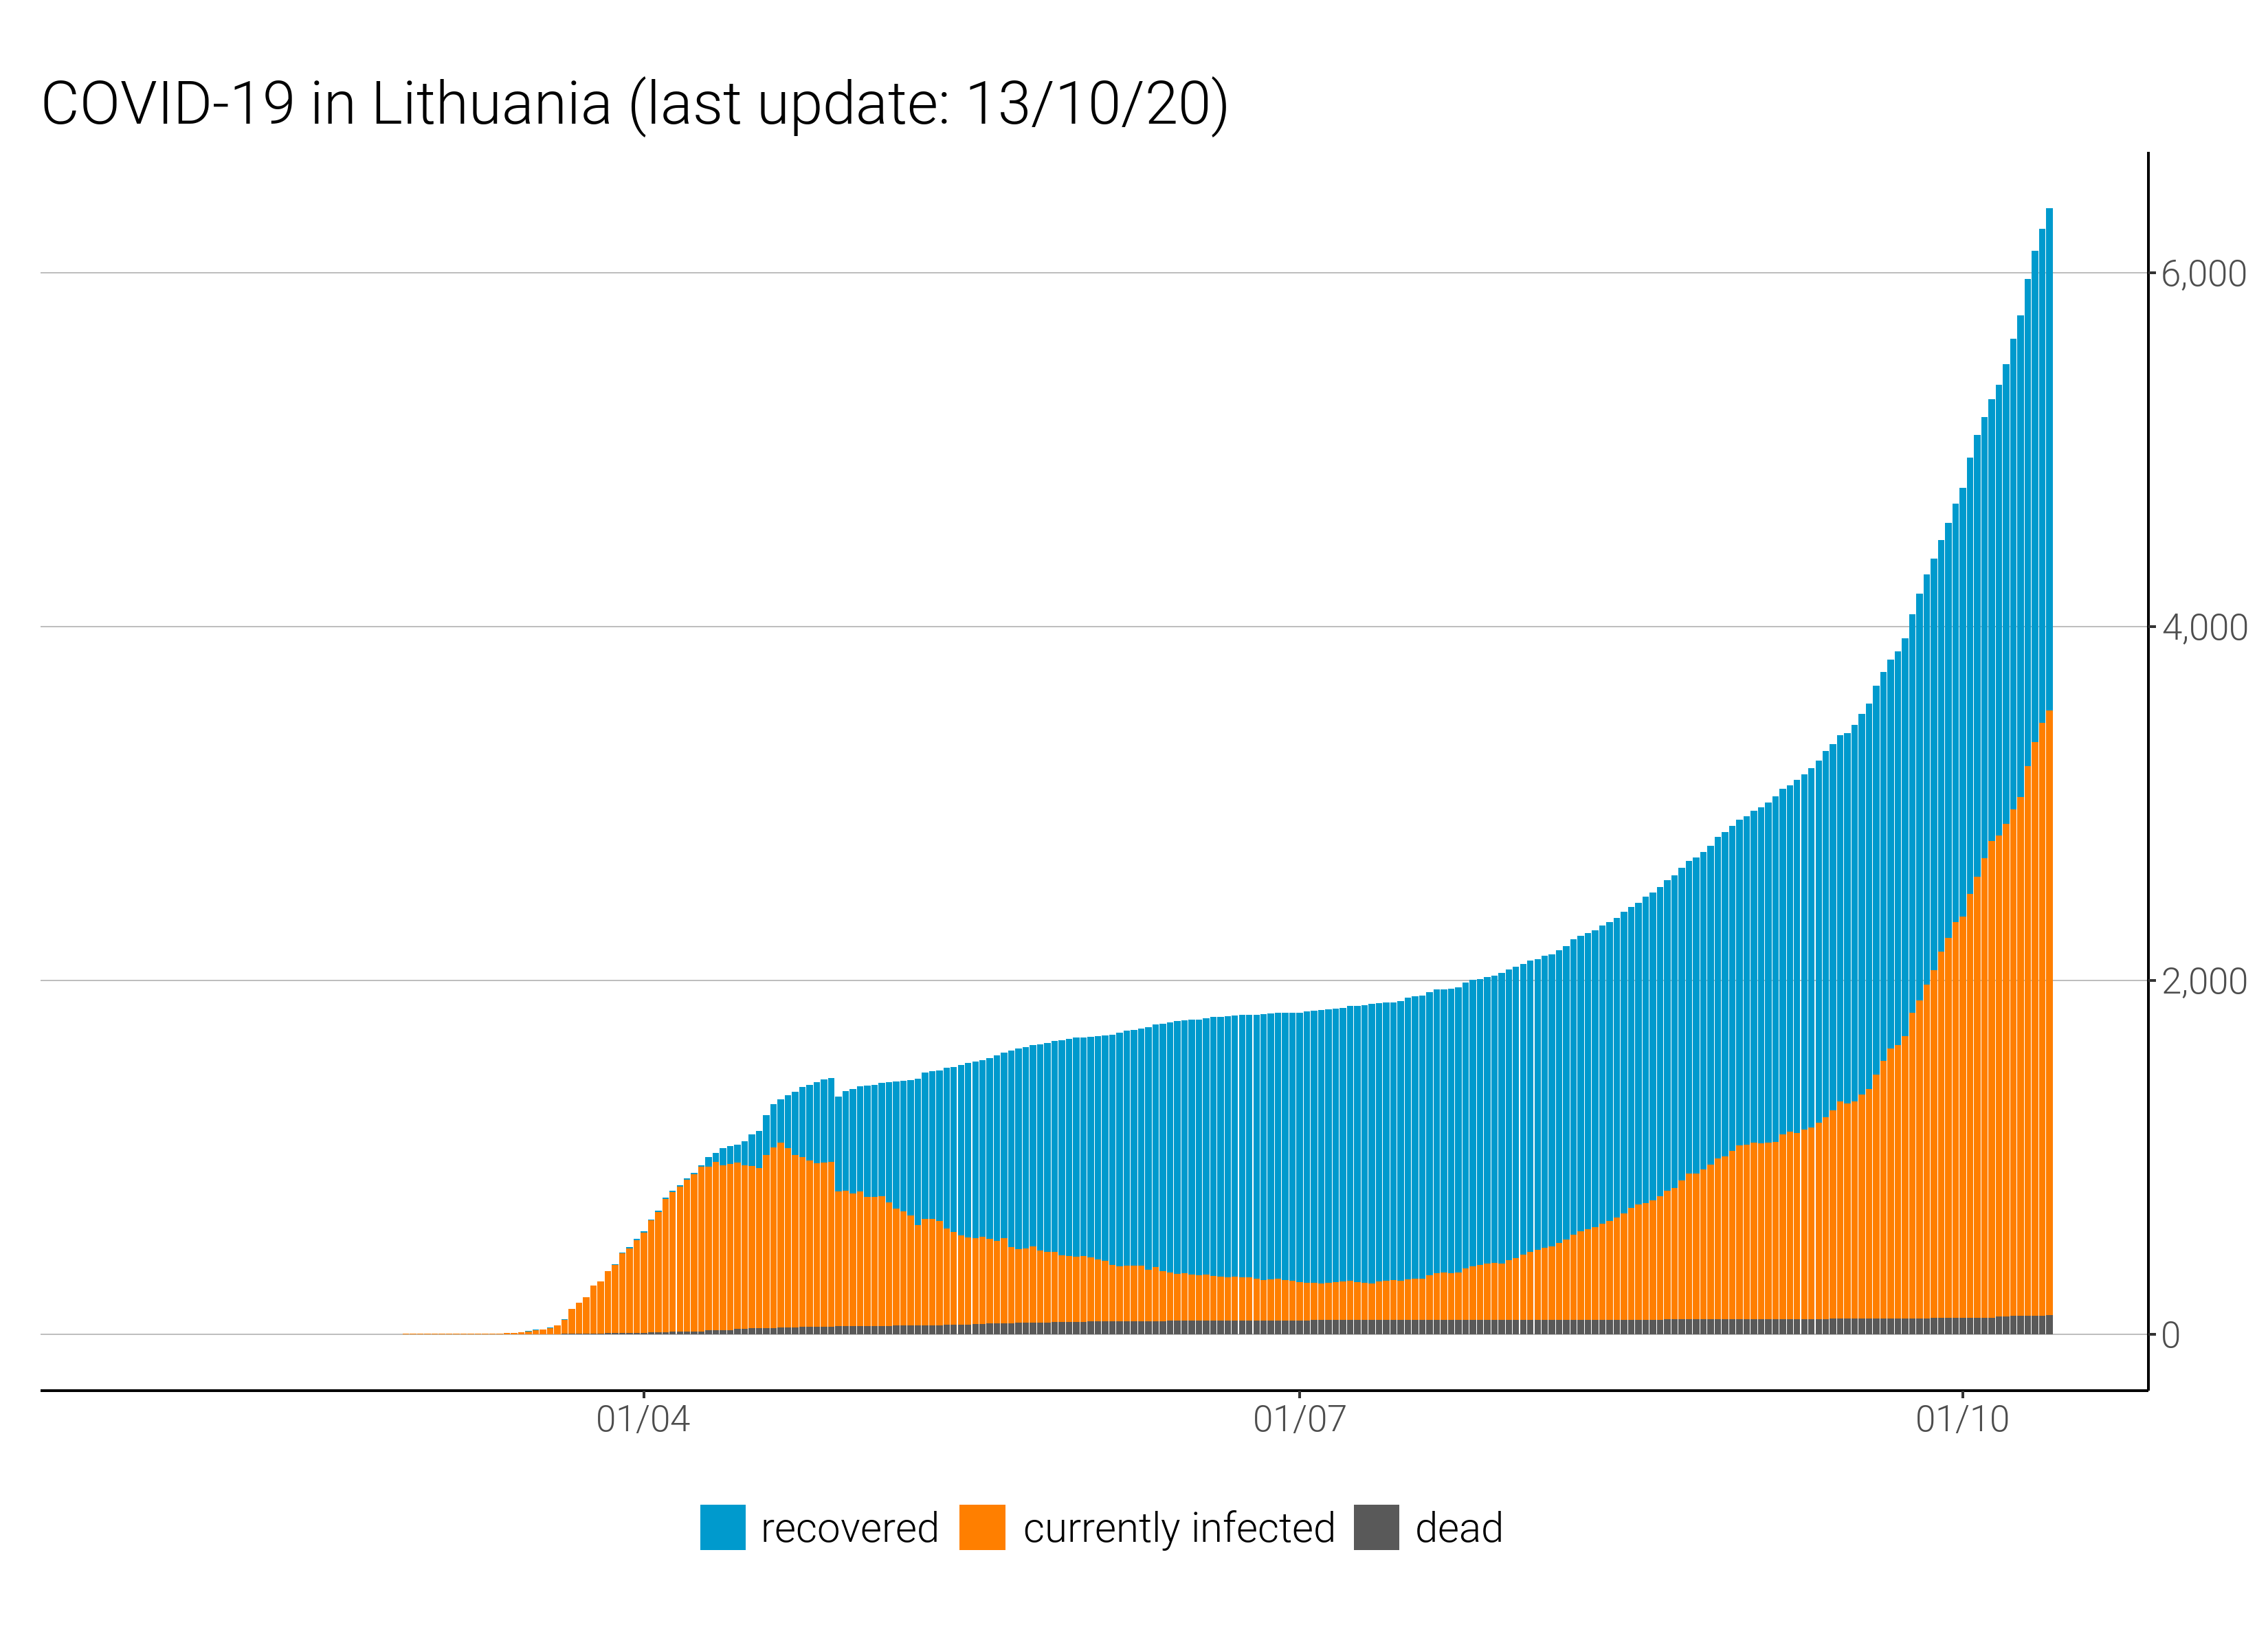 COVID-19 in Lithuania (last update: 13/10/20)
6,000
4,000
2,000
0
01/04 01/07 01/10
recovered currently infected dead